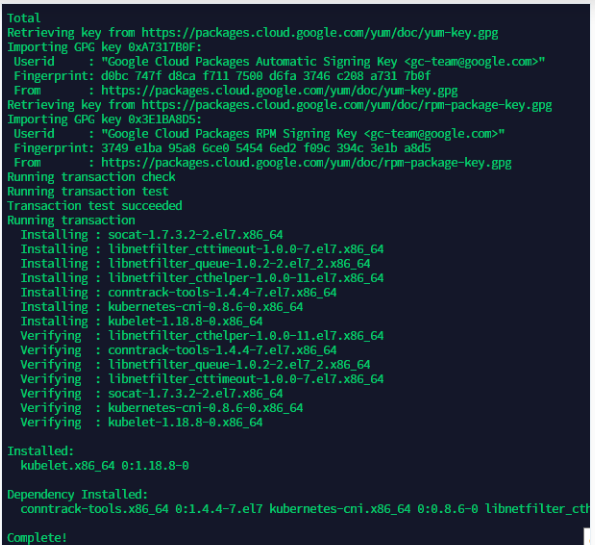 Total
Retrieving key from https://packages.cloud.google.com/yum/doc/yum-key.gpg
Importing GPG key 0xA7317B0F:
 Userid     : "Google Cloud Packages Automatic Signing Key <gc-team@google.com>"
 Fingerprint: d0bc 747f d8ca f711 7500 d6fa 3746 c208 a731 7b0f
 From       : https://packages.cloud.google.com/yum/doc/yum-key.gpg
Retrieving key from https://packages.cloud.google.com/yum/doc/rpm-package-key.gpg
Importing GPG key 0x3E1BA8D5:
 Userid     : "Google Cloud Packages RPM Signing Key <gc-team@google.com>"
 Fingerprint: 3749 e1ba 95a8 6ce0 5454 6ed2 f09c 394c 3e1b a8d5
 From       : https://packages.cloud.google.com/yum/doc/rpm-package-key.gpg
Running transaction check
Running transaction test
Transaction test succeeded
Running transaction
  Installing : socat-1.7.3.2-2.el7.x86_64
  Installing : libnetfilter_cttimeout-1.0.0-7.el7.x86_64
  Installing : libnetfilter_queue-1.0.2-2.el7_2.x86_64
  Installing : libnetfilter_cthelper-1.0.0-11.el7.x86_64
  Installing : conntrack-tools-1.4.4-7.el7.x86_64
  Installing : kubernetes-cni-0.8.6-0.x86_64
  Installing : kubelet-1.18.8-0.x86_64
  Verifying  : libnetfilter_cthelper-1.0.0-11.el7.x86_64
  Verifying  : conntrack-tools-1.4.4-7.el7.x86_64
  Verifying  : libnetfilter_queue-1.0.2-2.el7_2.x86_64
  Verifying  : libnetfilter_cttimeout-1.0.0-7.el7.x86_64
  Verifying  : socat-1.7.3.2-2.el7.x86_64
  Verifying  : kubernetes-cni-0.8.6-0.x86_64
  Verifying  : kubelet-1.18.8-0.x86_64
Installed:
  kubelet.x86_64 0:1.18.8-0
Dependency Installed:
  conntrack-tools.x86_64 0:1.4.4-7.el7 kubernetes-cni.x86_64 0:0.8.6-0 libnetfilter_cth
Complete!